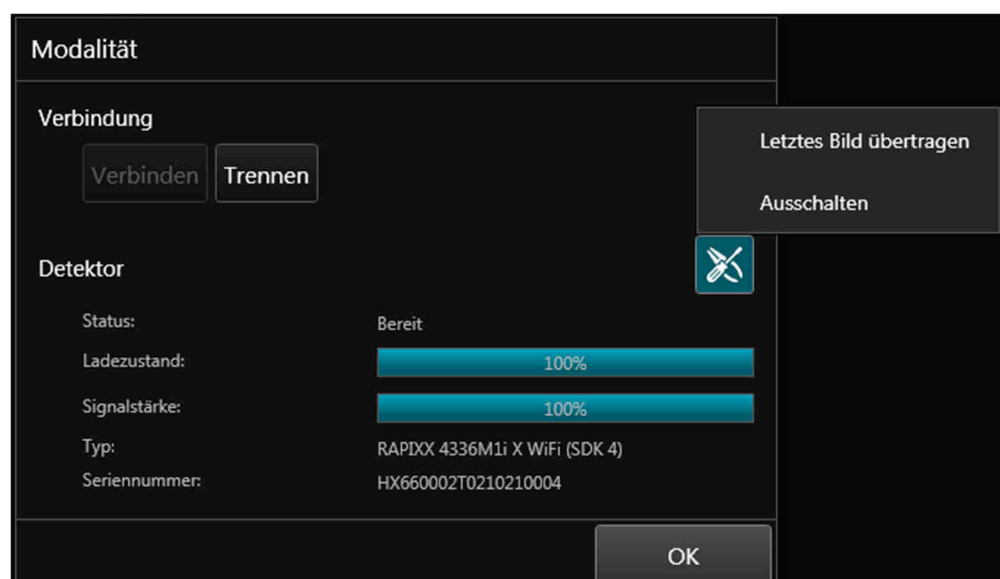 Modalität
Verbindung
Verbinden Trennen
Letztes Bild übertragen
Ausschalten
Detektor
Status: Bereit
Ladezustand: 100%
Signalstärke: 100%
Typ: RAPIXX 4336M1i X WiFi (SDK 4)
Seriennummer: HX660002T0210210004
OK